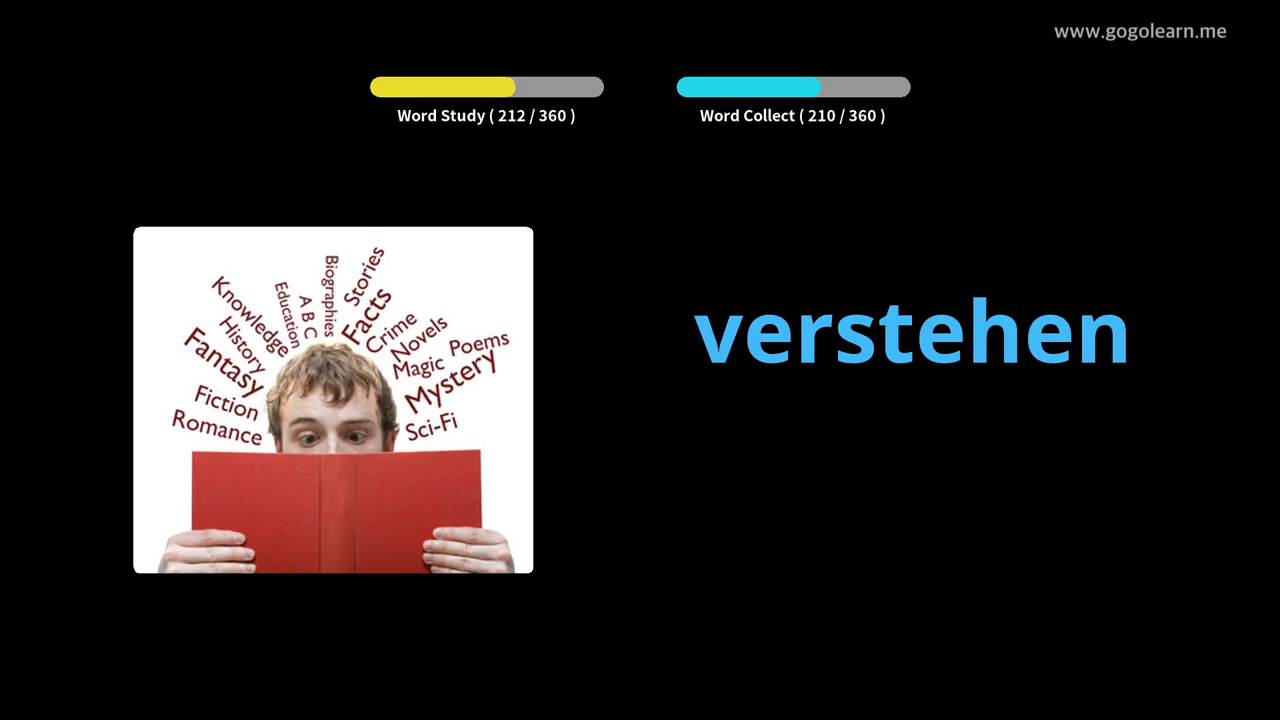 www.gogolearn.me
Word Study ( 212 / 360 )
Word Collect ( 210 / 360 )
verstehen
Biographies
Stories
Education
A B C
Facts
Knowledge
Crime
Novels
History
Magic
Poems
Fantasy
Mystery
Fiction
Romance
Sci-Fi